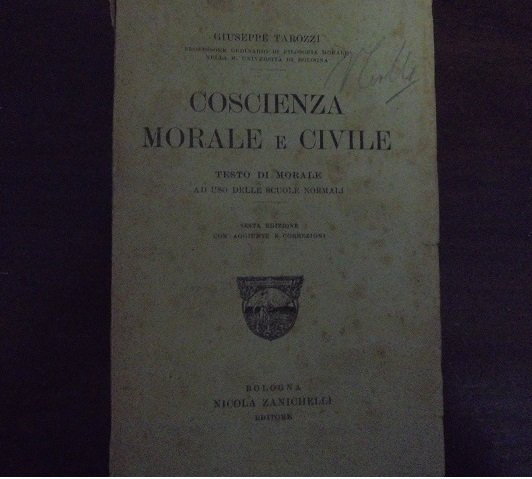 GIUSEPPE TAROZZI
PROFESSORE ORDINARIO DI FILOSOFIA MORALE
NELLA R. UNIVERSITÀ DI BOLOGNA
COSCIENZA
MORALE E CIVILE
TESTO DI MORALE
AD USO DELLE SCUOLE NORMALI
SESTA EDIZIONE
CON AGGIUNTE E CORREZIONI
BOLOGNA
NICOLA ZANICHELLI
EDITORE